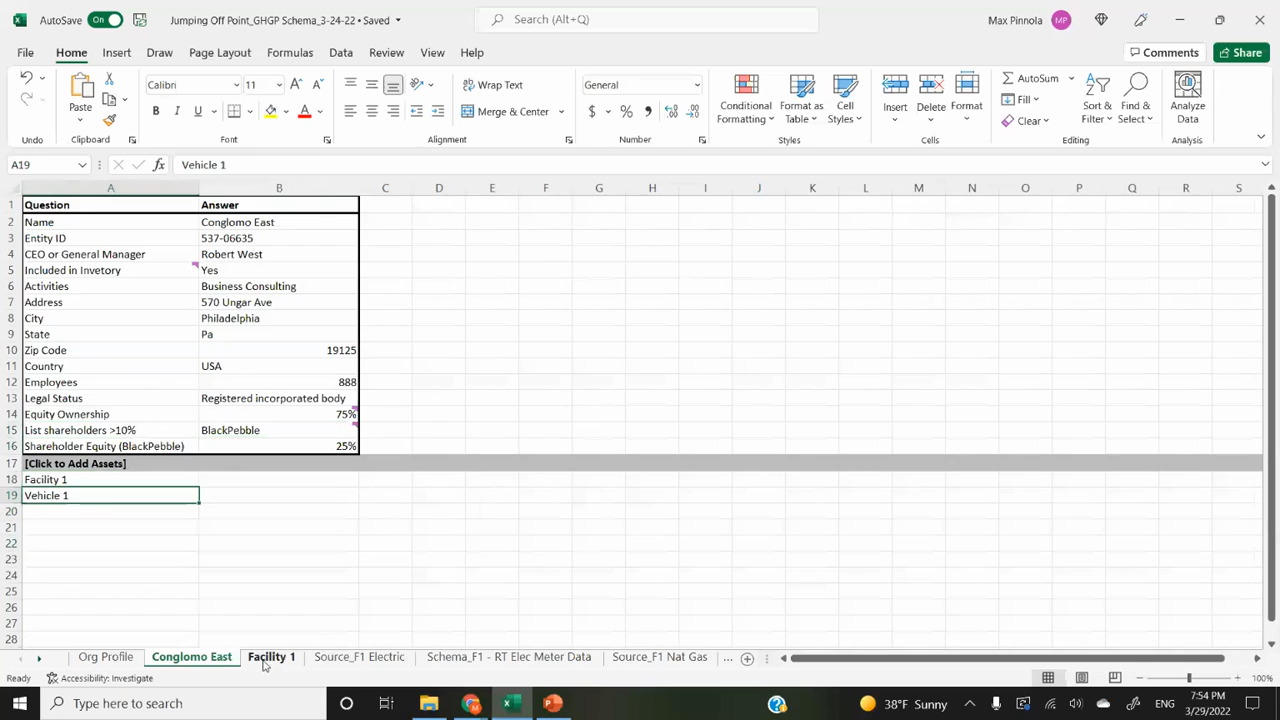 AutoSave On Jumping Off Point_GHGP Schema_3-24-22 • Saved Search (Alt+Q) Max Pinnola MP
File Home Insert Draw Page Layout Formulas Data Review View Help Comments Share
Calibri 11 Wrap Text General AutoSum
Paste B I U Merge & Center $ % Conditional Formatting Format as Table Cell Styles Insert Delete Format Fill Clear Sort & Filter Find & Select Analyze Data
Undo Clipboard Font Alignment Number Styles Cells Editing Analysis
A19 fx Vehicle 1
A B C D E F G H I J K L M N O P Q R S
1 Question Answer
2 Name Conglomo East
3 Entity ID 537-06635
4 CEO or General Manager Robert West
5 Included in Invetory Yes
6 Activities Business Consulting
7 Address 570 Ungar Ave
8 City Philadelphia
9 State Pa
10 Zip Code 19125
11 Country USA
12 Employees 888
13 Legal Status Registered incorporated body
14 Equity Ownership 75%
15 List shareholders >10% BlackPebble
16 Shareholder Equity (BlackPebble) 25%
17 [Click to Add Assets]
18 Facility 1
19 Vehicle 1
20
21
22
23
24
25
26
27
28
Org Profile Conglomo East Facility 1 Source_F1 Electric Schema_F1 - RT Elec Meter Data Source_F1 Nat Gas ...
Ready Accessibility: Investigate 100%
Type here to search 38°F Sunny ENG 7:54 PM
3/29/2022